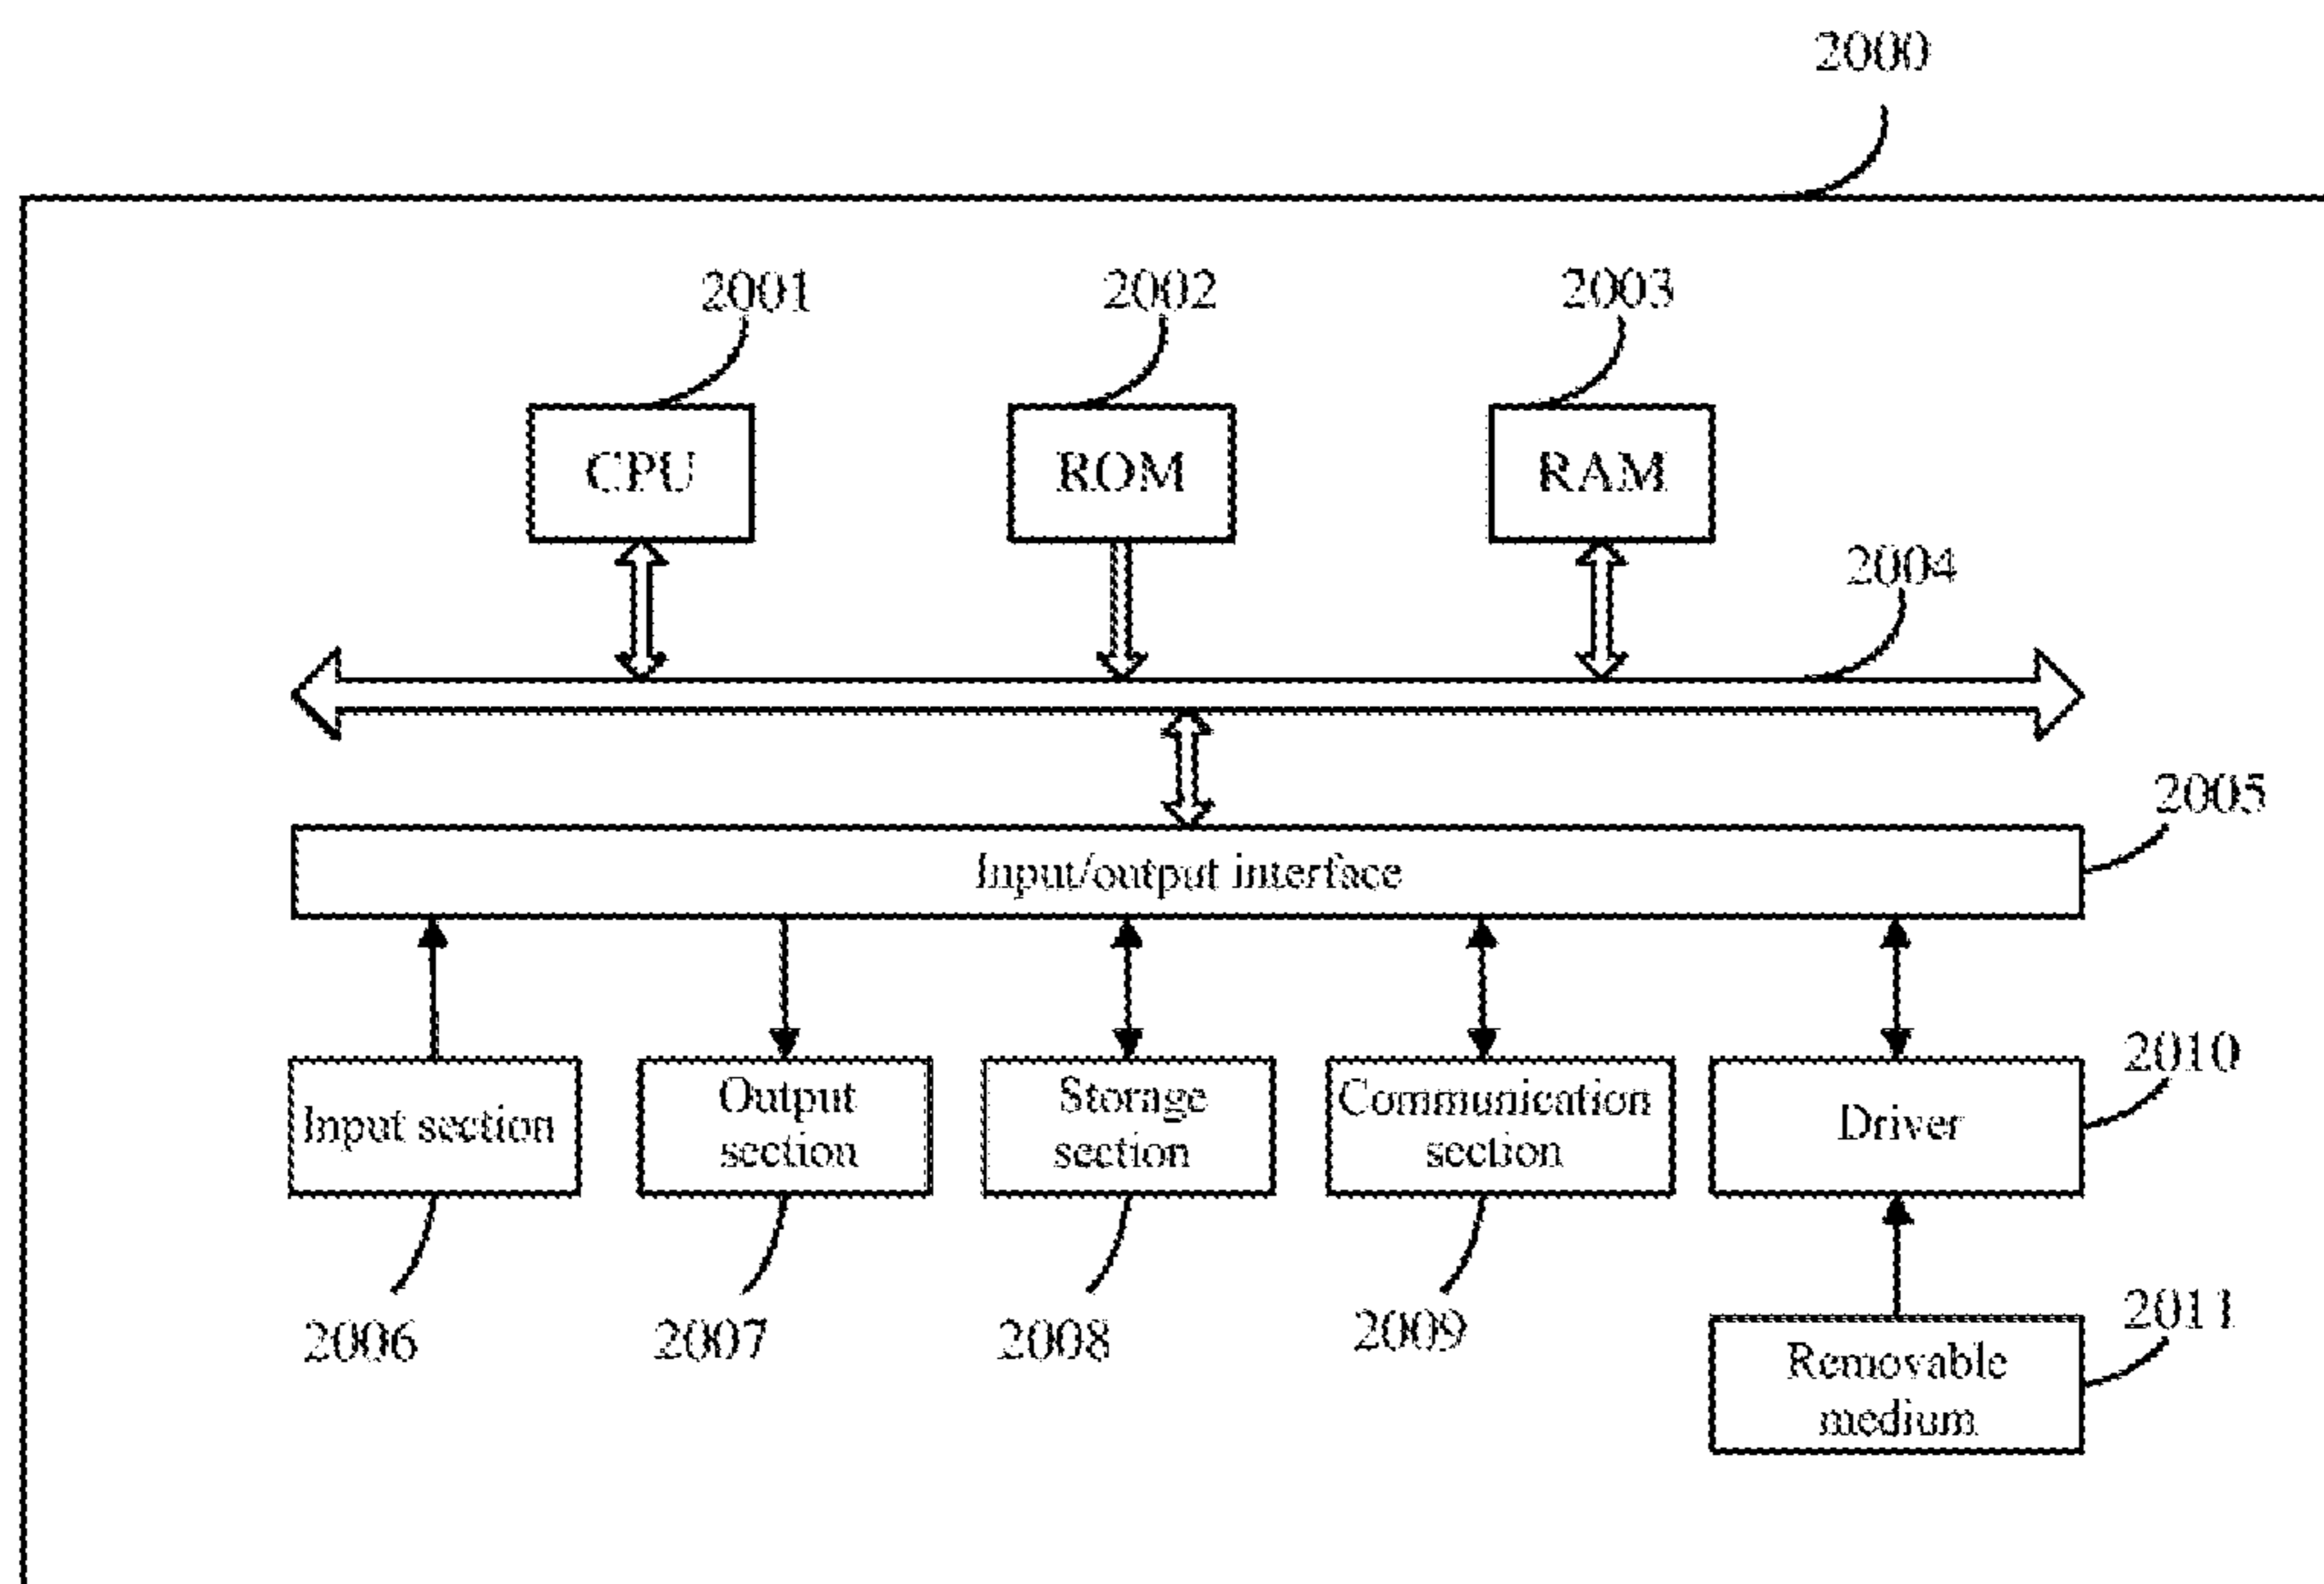 2000
2001
2002
2003
CPU
ROM
RAM
2004
2005
Input/output interface
2010
Input section
Output
section
Storage
section
Communication
section
Driver
2006
2007
2008
2009
2011
Removable
medium